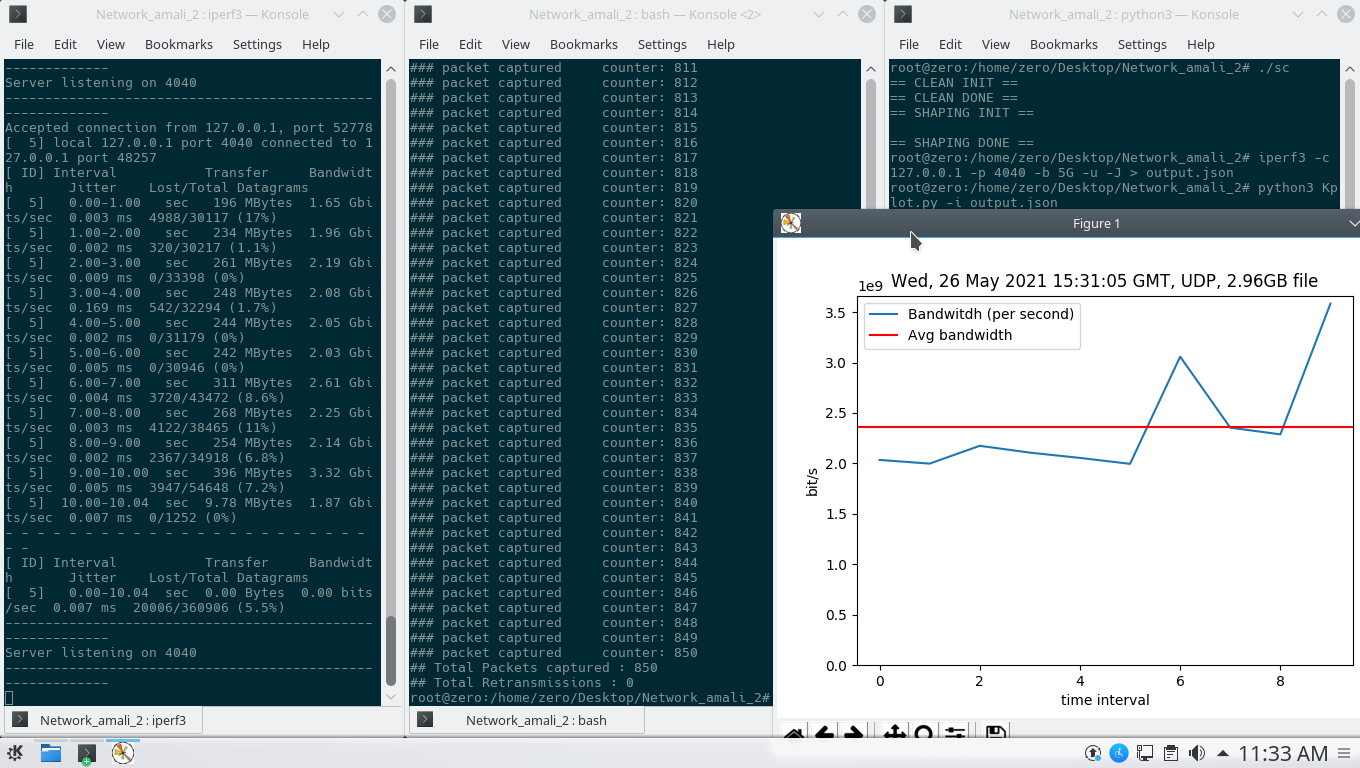 Network_amali_2 : iperf3 — Konsole
File Edit View Bookmarks Settings Help
-------------
Server listening on 4040
----------------------------------------------
-------------
Accepted connection from 127.0.0.1, port 52778
[  5] local 127.0.0.1 port 4040 connected to 1
27.0.0.1 port 48257
[ ID] Interval           Transfer     Bandwidt
h       Jitter    Lost/Total Datagrams
[  5]   0.00-1.00   sec   196 MBytes  1.65 Gbi
ts/sec  0.003 ms  4988/30117 (17%)
[  5]   1.00-2.00   sec   234 MBytes  1.96 Gbi
ts/sec  0.002 ms  320/30217 (1.1%)
[  5]   2.00-3.00   sec   261 MBytes  2.19 Gbi
ts/sec  0.009 ms  0/33398 (0%)
[  5]   3.00-4.00   sec   248 MBytes  2.08 Gbi
ts/sec  0.169 ms  542/32294 (1.7%)
[  5]   4.00-5.00   sec   244 MBytes  2.05 Gbi
ts/sec  0.002 ms  0/31179 (0%)
[  5]   5.00-6.00   sec   242 MBytes  2.03 Gbi
ts/sec  0.005 ms  0/30946 (0%)
[  5]   6.00-7.00   sec   311 MBytes  2.61 Gbi
ts/sec  0.004 ms  3720/43472 (8.6%)
[  5]   7.00-8.00   sec   268 MBytes  2.25 Gbi
ts/sec  0.003 ms  4122/38465 (11%)
[  5]   8.00-9.00   sec   254 MBytes  2.14 Gbi
ts/sec  0.002 ms  2367/34918 (6.8%)
[  5]   9.00-10.00  sec   396 MBytes  3.32 Gbi
ts/sec  0.005 ms  3947/54648 (7.2%)
[  5]  10.00-10.04  sec  9.78 MBytes  1.87 Gbi
ts/sec  0.007 ms  0/1252 (0%)
- - - - - - - - - - - - - - - - - - - - - - -
- -
[ ID] Interval           Transfer     Bandwidt
h       Jitter    Lost/Total Datagrams
[  5]   0.00-10.04  sec  0.00 Bytes  0.00 bits
/sec  0.007 ms  20006/360906 (5.5%)
----------------------------------------------
-------------
Server listening on 4040
----------------------------------------------
-------------
Network_amali_2 : iperf3
Network_amali_2 : bash — Konsole <2>
File Edit View Bookmarks Settings Help
### packet captured     counter: 811
### packet captured     counter: 812
### packet captured     counter: 813
### packet captured     counter: 814
### packet captured     counter: 815
### packet captured     counter: 816
### packet captured     counter: 817
### packet captured     counter: 818
### packet captured     counter: 819
### packet captured     counter: 820
### packet captured     counter: 821
### packet captured     counter: 822
### packet captured     counter: 823
### packet captured     counter: 824
### packet captured     counter: 825
### packet captured     counter: 826
### packet captured     counter: 827
### packet captured     counter: 828
### packet captured     counter: 829
### packet captured     counter: 830
### packet captured     counter: 831
### packet captured     counter: 832
### packet captured     counter: 833
### packet captured     counter: 834
### packet captured     counter: 835
### packet captured     counter: 836
### packet captured     counter: 837
### packet captured     counter: 838
### packet captured     counter: 839
### packet captured     counter: 840
### packet captured     counter: 841
### packet captured     counter: 842
### packet captured     counter: 843
### packet captured     counter: 844
### packet captured     counter: 845
### packet captured     counter: 846
### packet captured     counter: 847
### packet captured     counter: 848
### packet captured     counter: 849
### packet captured     counter: 850
## Total Packets captured : 850
## Total Retransmissions : 0
root@zero:/home/zero/Desktop/Network_amali_2#
Network_amali_2 : bash
Network_amali_2 : python3 — Konsole
File Edit View Bookmarks Settings Help
root@zero:/home/zero/Desktop/Network_amali_2# ./sc
== CLEAN INIT ==
== CLEAN DONE ==
== SHAPING INIT ==
== SHAPING DONE ==
root@zero:/home/zero/Desktop/Network_amali_2# iperf3 -c
127.0.0.1 -p 4040 -b 5G -u -J > output.json
root@zero:/home/zero/Desktop/Network_amali_2# python3 Kp
lot.py -i output.json
Figure 1
Wed, 26 May 2021 15:31:05 GMT, UDP, 2.96GB file
1e9
Bandwitdh (per second)
Avg bandwidth
3.5
3.0
2.5
2.0
1.5
1.0
0.5
0.0
bit/s
0 2 4 6 8
time interval
11:33 AM